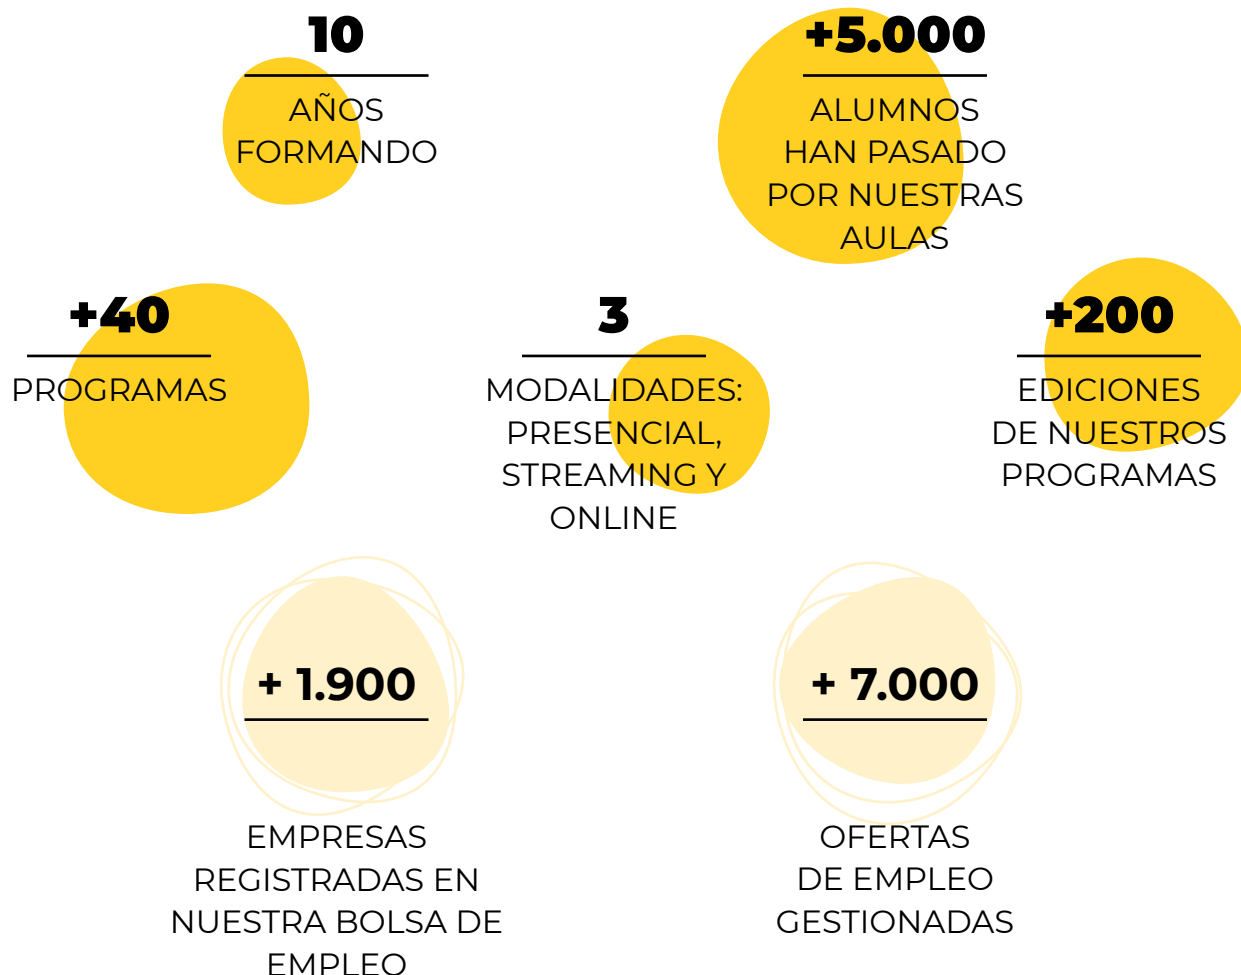 10
AÑOS
FORMANDO
+5.000
ALUMNOS
HAN PASADO
POR NUESTRAS
AULAS
+40
PROGRAMAS
3
MODALIDADES:
PRESENCIAL,
STREAMING Y
ONLINE
+200
EDICIONES
DE NUESTROS
PROGRAMAS
+ 1.900
EMPRESAS
REGISTRADAS EN
NUESTRA BOLSA DE
EMPLEO
+ 7.000
OFERTAS
DE EMPLEO
GESTIONADAS